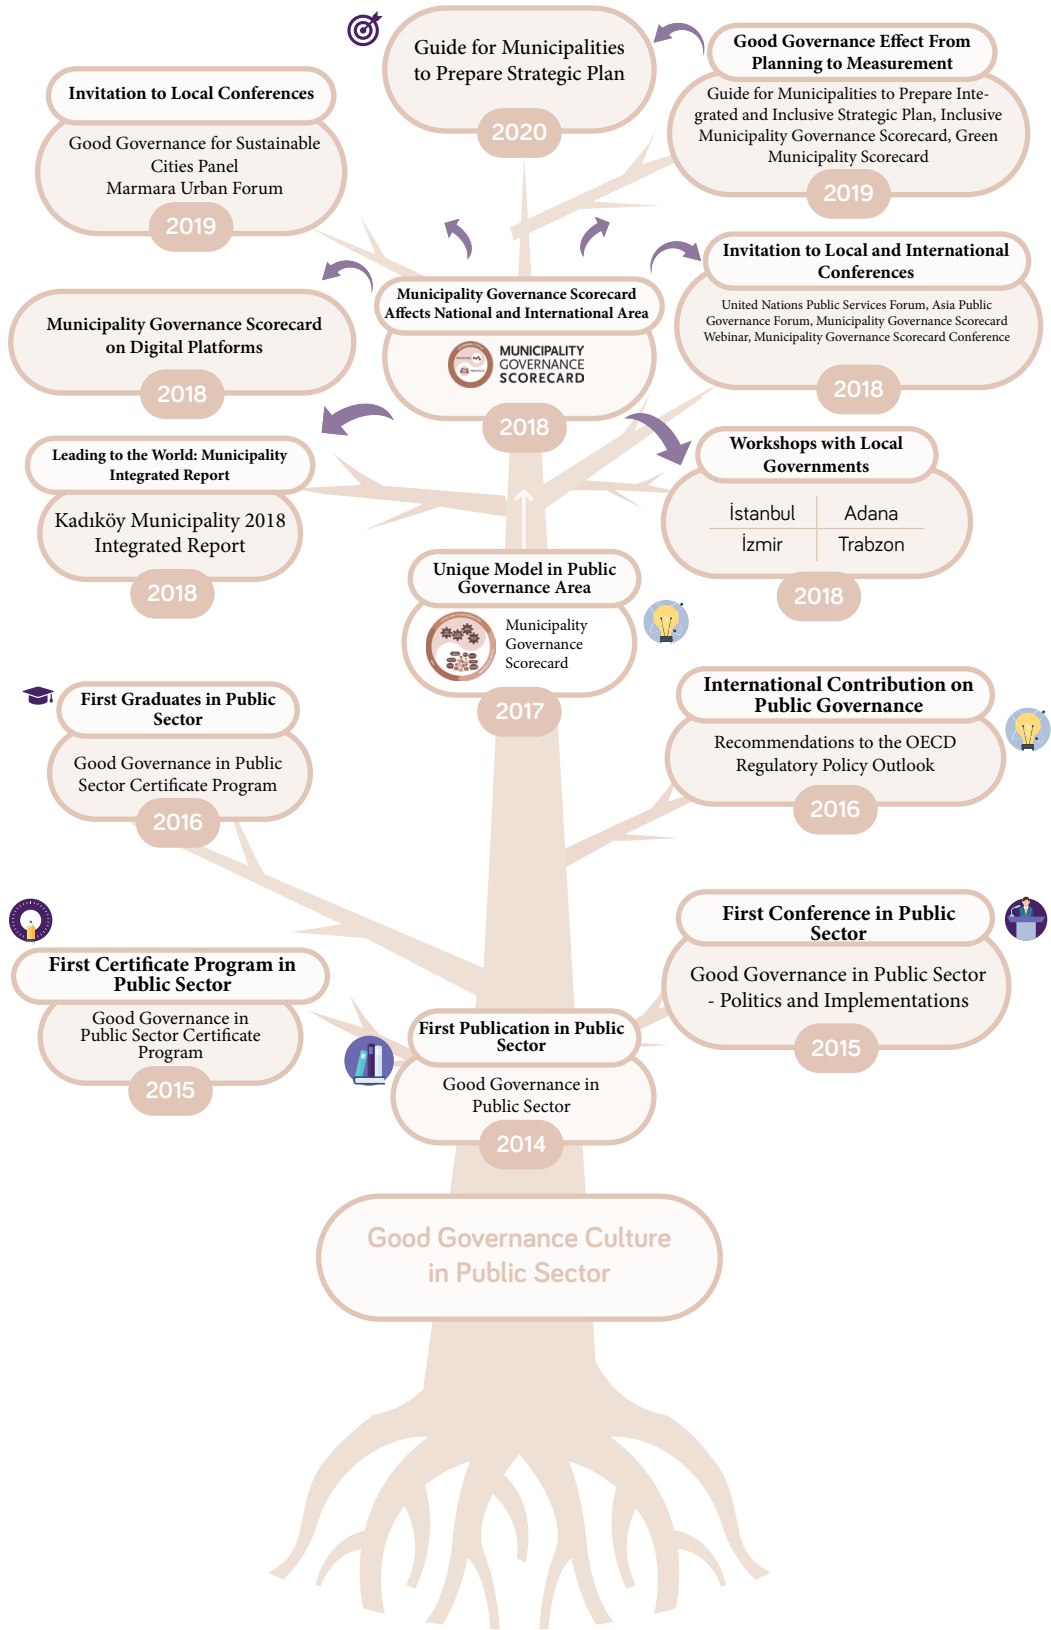 Guide for Municipalities
to Prepare Strategic Plan
2020
Good Governance Effect From
Planning to Measurement
Guide for Municipalities to Prepare Inte-
grated and Inclusive Strategic Plan, Inclusive
Municipality Governance Scorecard, Green
Municipality Scorecard
2019
Invitation to Local Conferences
Good Governance for Sustainable
Cities Panel
Marmara Urban Forum
2019
Municipality Governance Scorecard
Affects National and International Area
MUNICIPALITY
GOVERNANCE
SCORECARD
2018
Invitation to Local and International
Conferences
United Nations Public Services Forum, Asia Public
Governance Forum, Municipality Governance Scorecard
Webinar, Municipality Governance Scorecard Conference
2018
Municipality Governance Scorecard
on Digital Platforms
2018
Leading to the World: Municipality
Integrated Report
Kadıköy Municipality 2018
Integrated Report
2018
Workshops with Local
Governments
İstanbul
Adana
İzmir
Trabzon
2018
Unique Model in Public
Governance Area
Municipality
Governance
Scorecard
2017
First Graduates in Public
Sector
Good Governance in Public
Sector Certificate Program
2016
International Contribution on
Public Governance
Recommendations to the OECD
Regulatory Policy Outlook
2016
First Conference in Public
Sector
Good Governance in Public Sector
- Politics and Implementations
2015
First Certificate Program in
Public Sector
Good Governance in
Public Sector Certificate
Program
2015
First Publication in Public
Sector
Good Governance in
Public Sector
2014
Good Governance Culture
in Public Sector